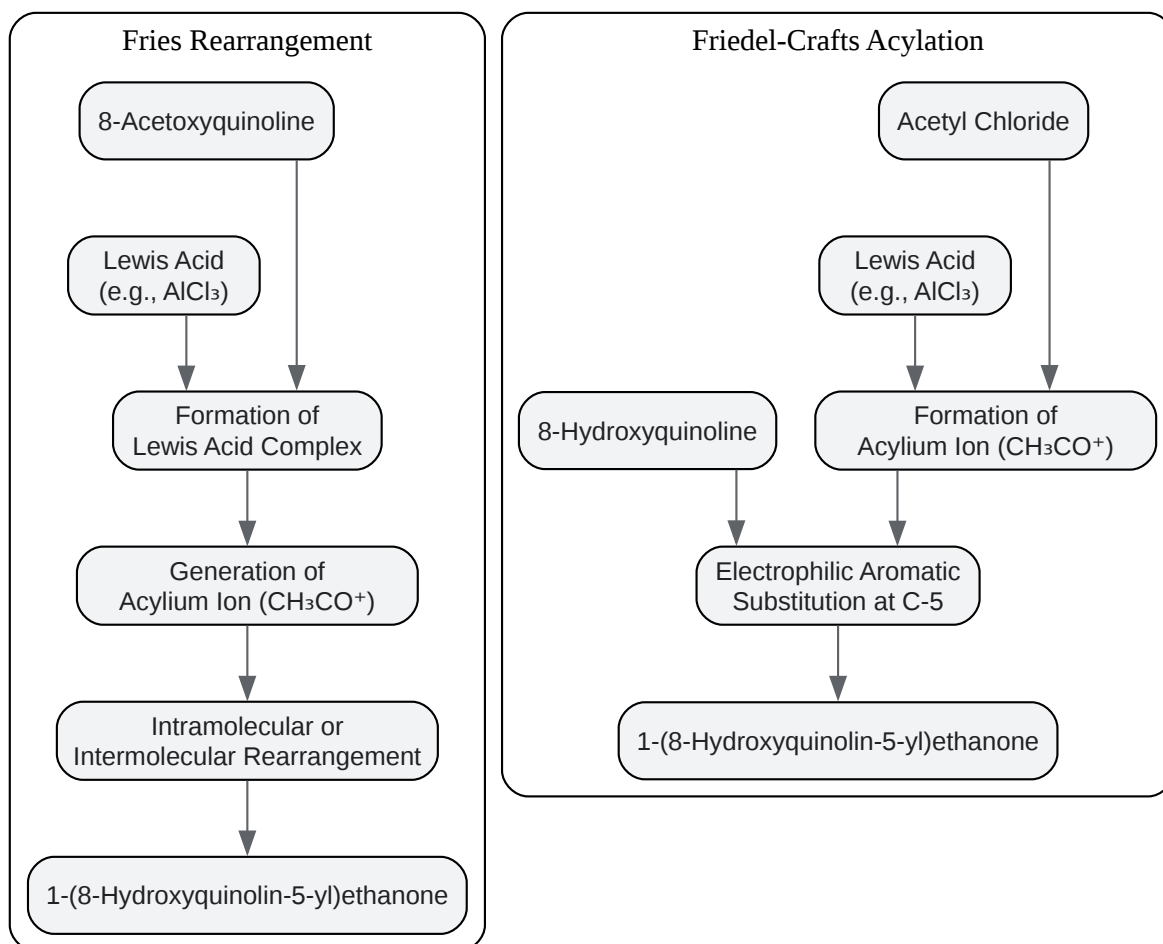 Fries Rearrangement
8-Acetoxyquinoline
Lewis Acid
(e.g., AlCl₃)
Formation of
Lewis Acid Complex
Generation of
Acylium Ion (CH₃CO⁺)
Intramolecular or
Intermolecular Rearrangement
1-(8-Hydroxyquinolin-5-yl)ethanone
Friedel-Crafts Acylation
Acetyl Chloride
Lewis Acid
(e.g., AlCl₃)
8-Hydroxyquinoline
Formation of
Acylium Ion (CH₃CO⁺)
Electrophilic Aromatic
Substitution at C-5
1-(8-Hydroxyquinolin-5-yl)ethanone